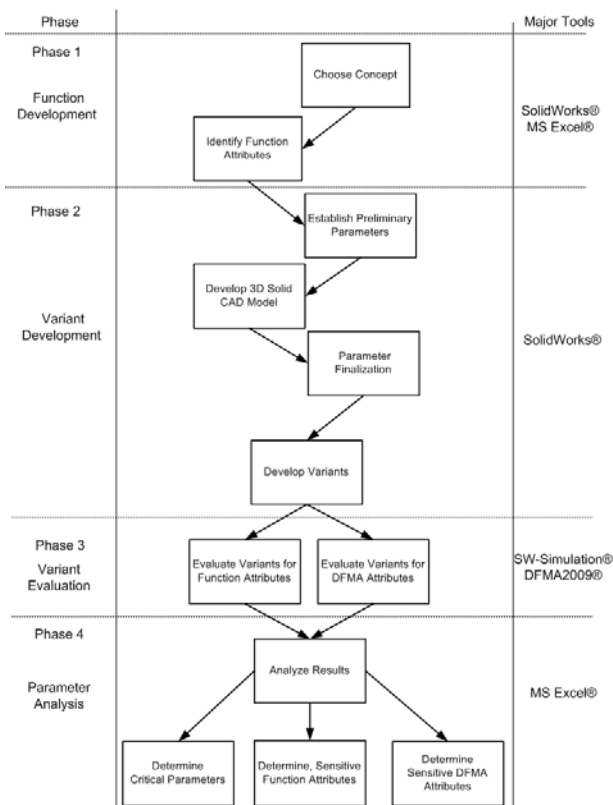 Phase
Major Tools
Phase 1
Function
Development
Choose Concept
Identify Function
Attributes
SolidWorks®
MS Excel®
Phase 2
Variant
Development
Establish Preliminary
Parameters
Develop 3D Solid
CAD Model
Parameter
Finalization
Develop Variants
SolidWorks®
Phase 3
Variant
Evaluation
Evaluate Variants for
Function Attributes
Evaluate Variants for
DFMA Attributes
SW-Simulation®
DFMA2009®
Phase 4
Parameter
Analysis
Analyze Results
MS Excel®
Determine
Critical Parameters
Determine, Sensitive
Function Attributes
Determine
Sensitive DFMA
Attributes